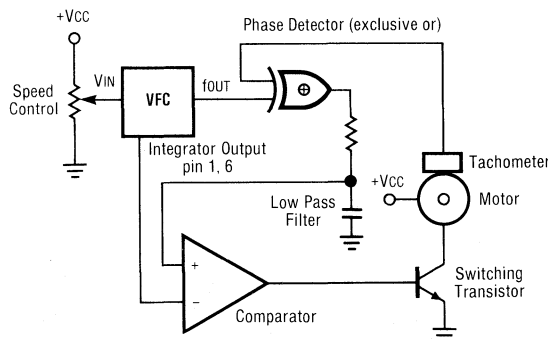 +VCC
Phase Detector (exclusive or)
Speed
Control
VIN
VFC
fOUT
⊕
Integrator Output
pin 1, 6
Tachometer
+VCC
Motor
Low Pass
Filter
+
−
Comparator
Switching
Transistor